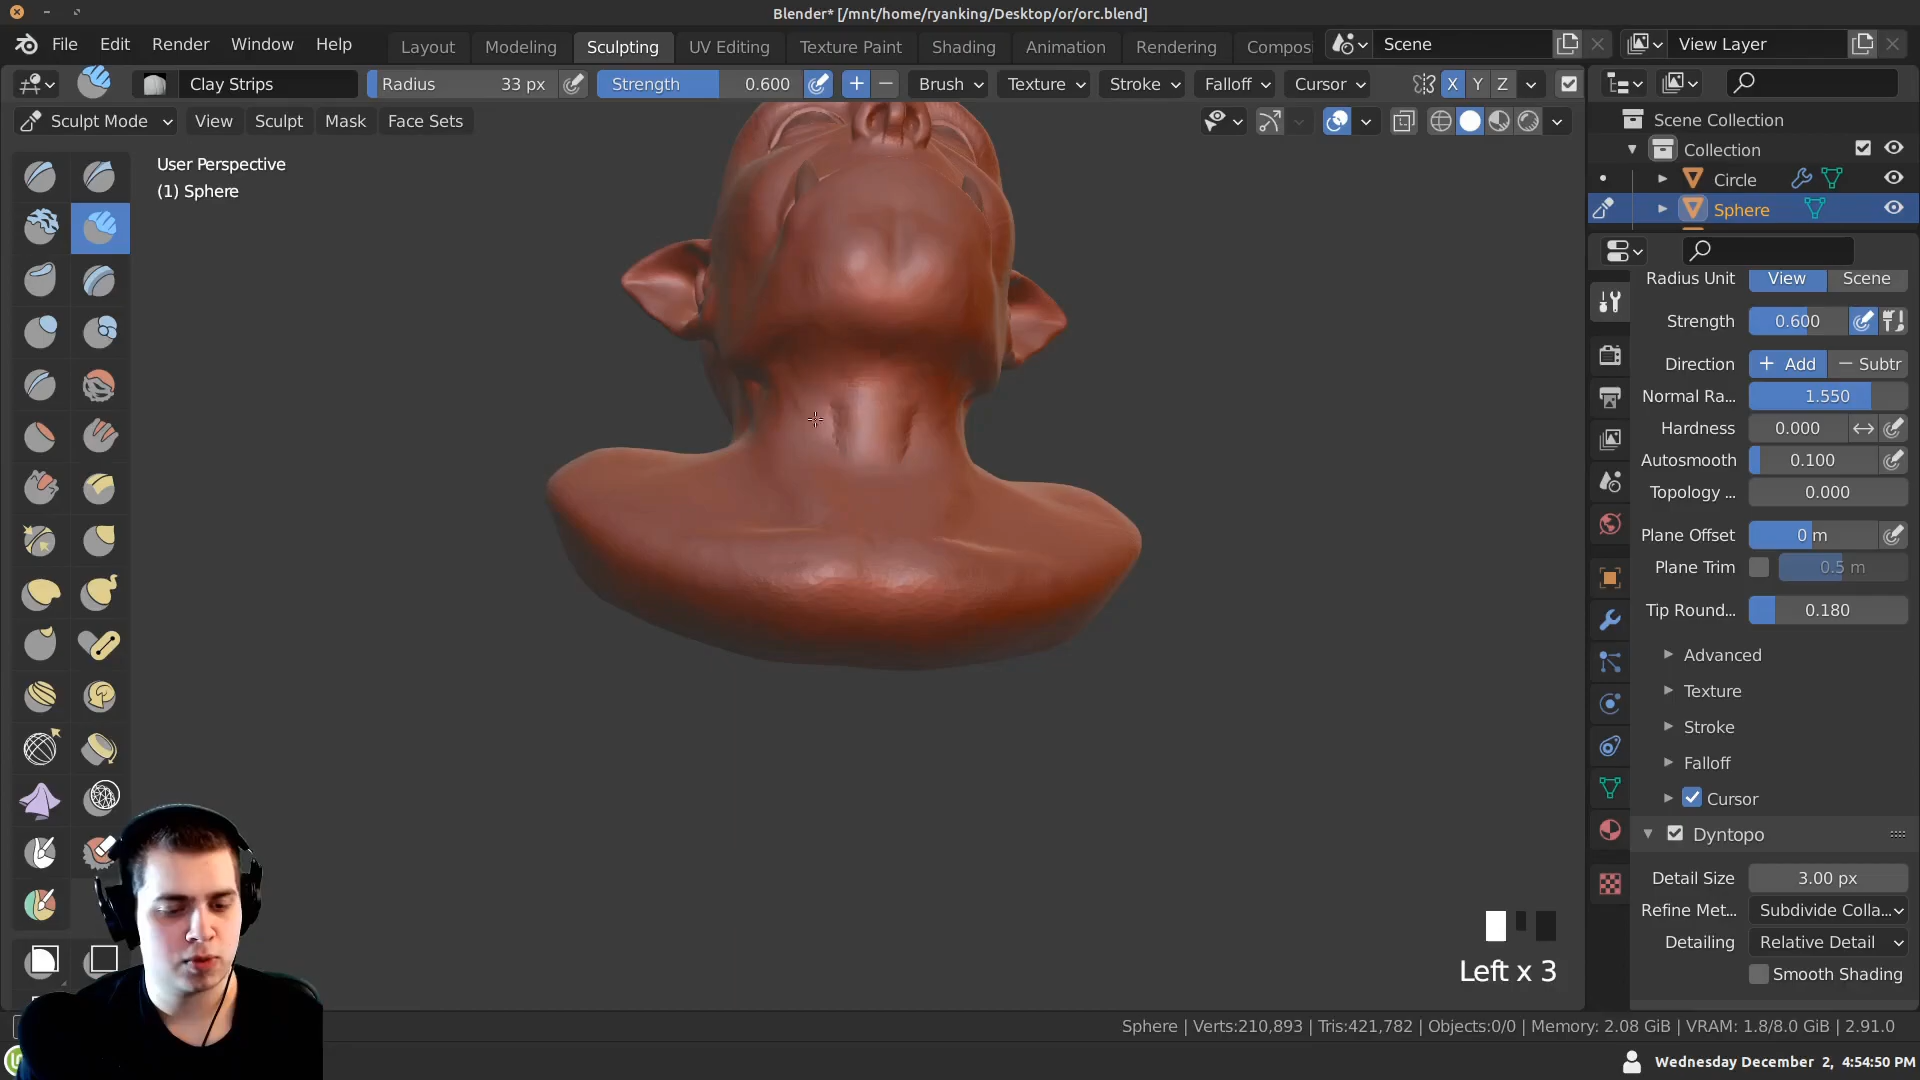 Blender* [/mnt/home/ryanking/Desktop/or/orc.blend]
File Edit Render Window Help
Layout Modeling Sculpting UV Editing Texture Paint Shading Animation Rendering Compos
Scene View Layer
Clay Strips Radius 33 px Strength 0.600 + − Brush Texture Stroke Falloff Cursor X Y Z
Sculpt Mode View Sculpt Mask Face Sets
User Perspective
(1) Sphere
Scene Collection
Collection
Circle
Sphere
Radius Unit View Scene
Strength 0.600
Direction + Add − Subtr
Normal Ra... 1.550
Hardness 0.000
Autosmooth 0.100
Topology ... 0.000
Plane Offset 0 m
Plane Trim 0.5 m
Tip Round... 0.180
Advanced
Texture
Stroke
Falloff
Cursor
Dyntopo
Detail Size 3.00 px
Refine Met... Subdivide Colla...
Detailing Relative Detail
Smooth Shading
Left x 3
Sphere | Verts:210,893 | Tris:421,782 | Objects:0/0 | Memory: 2.08 GiB | VRAM: 1.8/8.0 GiB | 2.91.0
Wednesday December 2, 4:54:50 PM